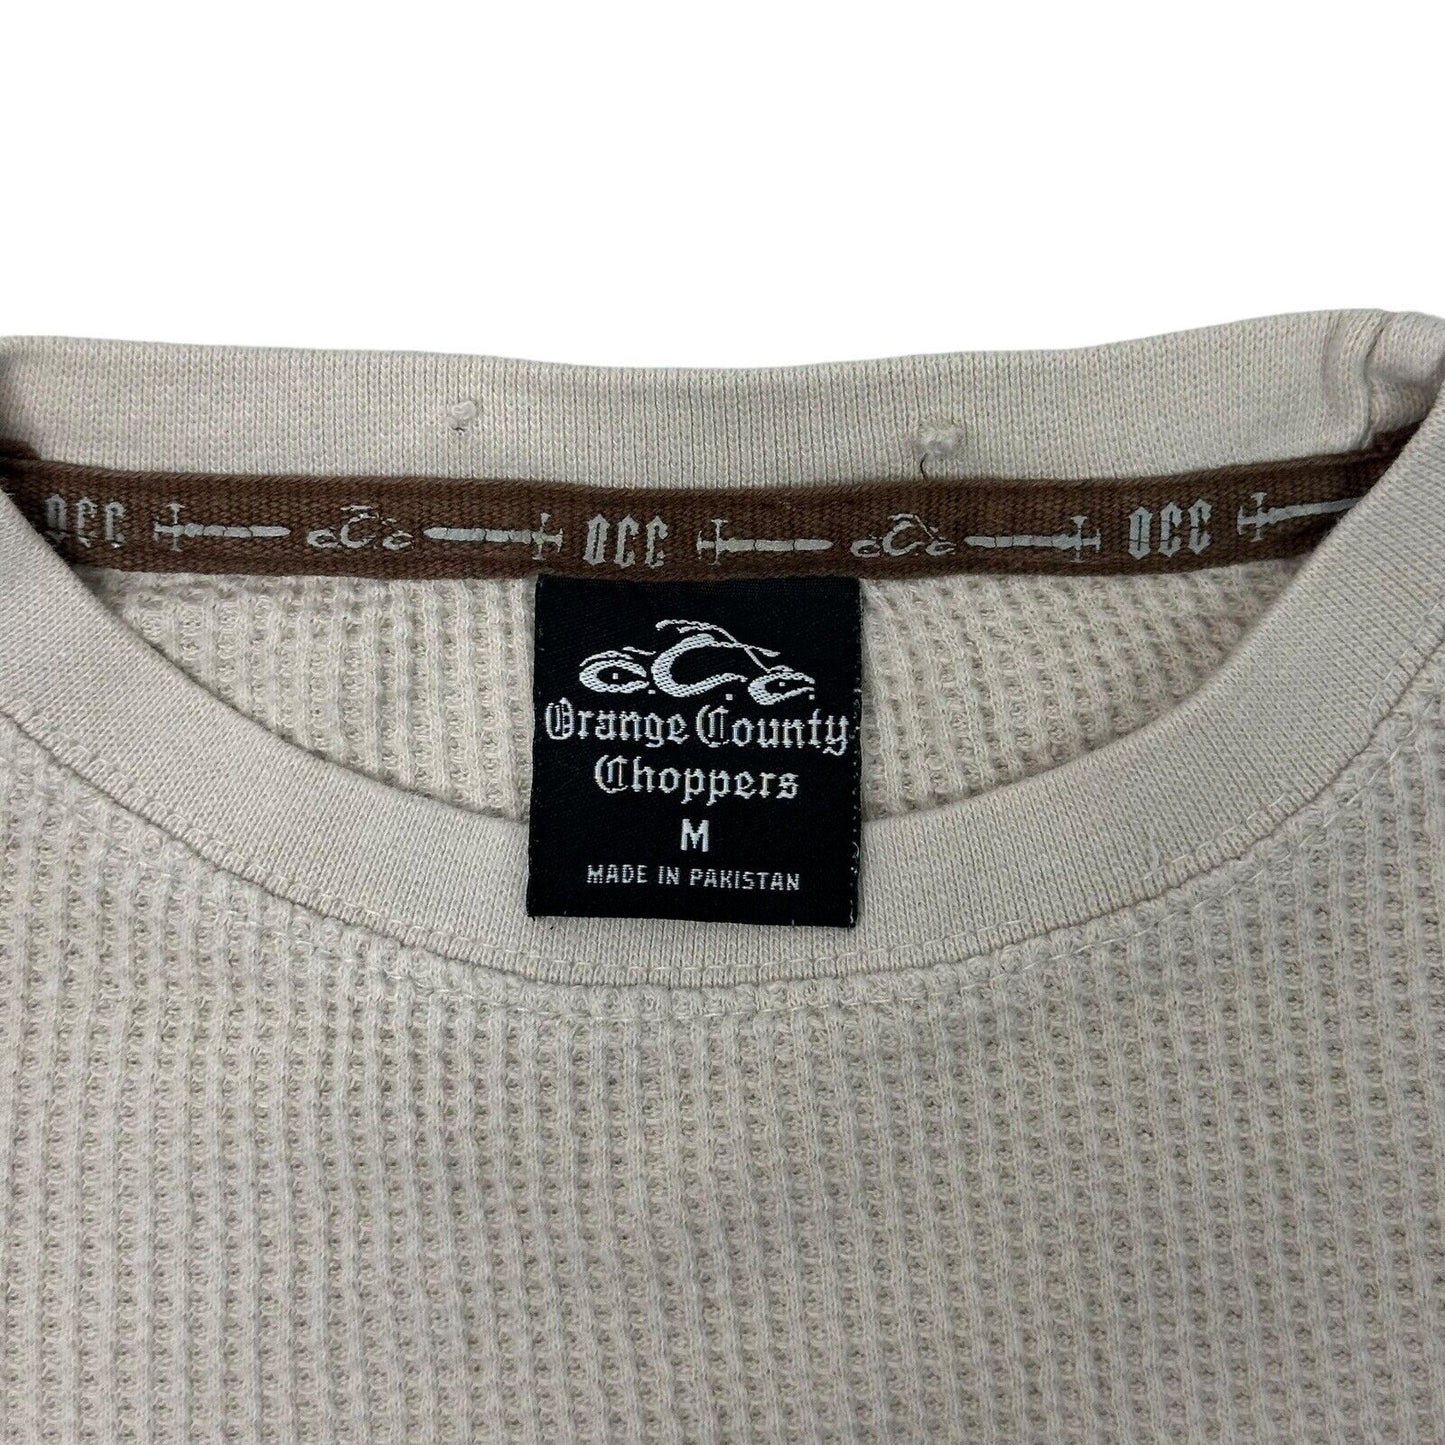 OCC OCC OCC
Orange County
Choppers
M
MADE IN PAKISTAN